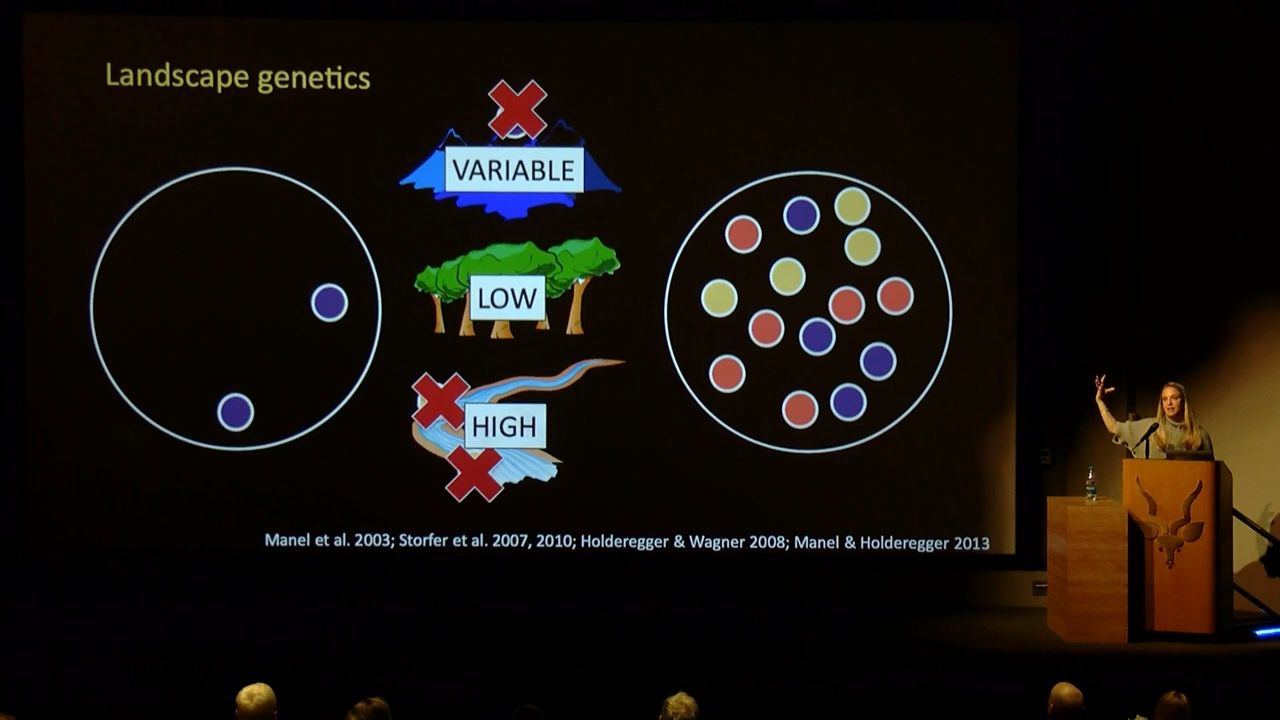 Landscape genetics
VARIABLE
LOW
HIGH
Manel et al. 2003; Storfer et al. 2007, 2010; Holderegger & Wagner 2008; Manel & Holderegger 2013